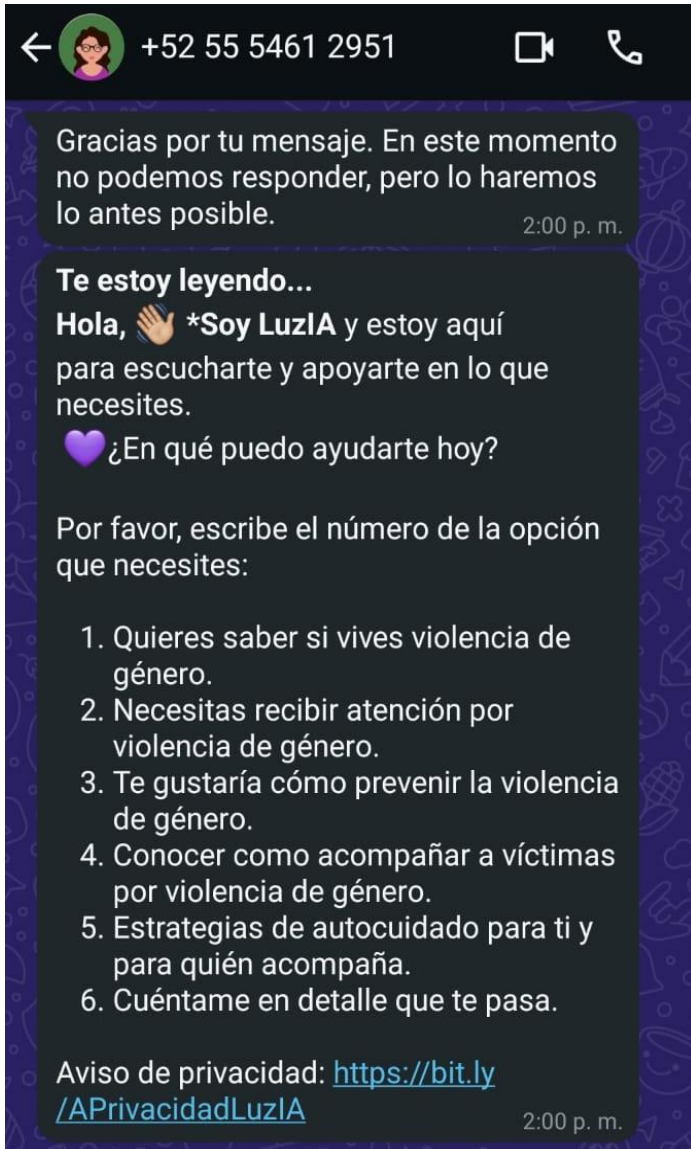 +52 55 5461 2951
Gracias por tu mensaje. En este momento
no podemos responder, pero lo haremos
lo antes posible.
2:00 p. m.
Te estoy leyendo...
Hola, 👋🏼 *Soy LuzIA y estoy aquí
para escucharte y apoyarte en lo que
necesites.
💜¿En qué puedo ayudarte hoy?
Por favor, escribe el número de la opción
que necesites:
1. Quieres saber si vives violencia de
género.
2. Necesitas recibir atención por
violencia de género.
3. Te gustaría cómo prevenir la violencia
de género.
4. Conocer como acompañar a víctimas
por violencia de género.
5. Estrategias de autocuidado para ti y
para quién acompaña.
6. Cuéntame en detalle que te pasa.
Aviso de privacidad: https://bit.ly
/APrivacidadLuzIA
2:00 p. m.